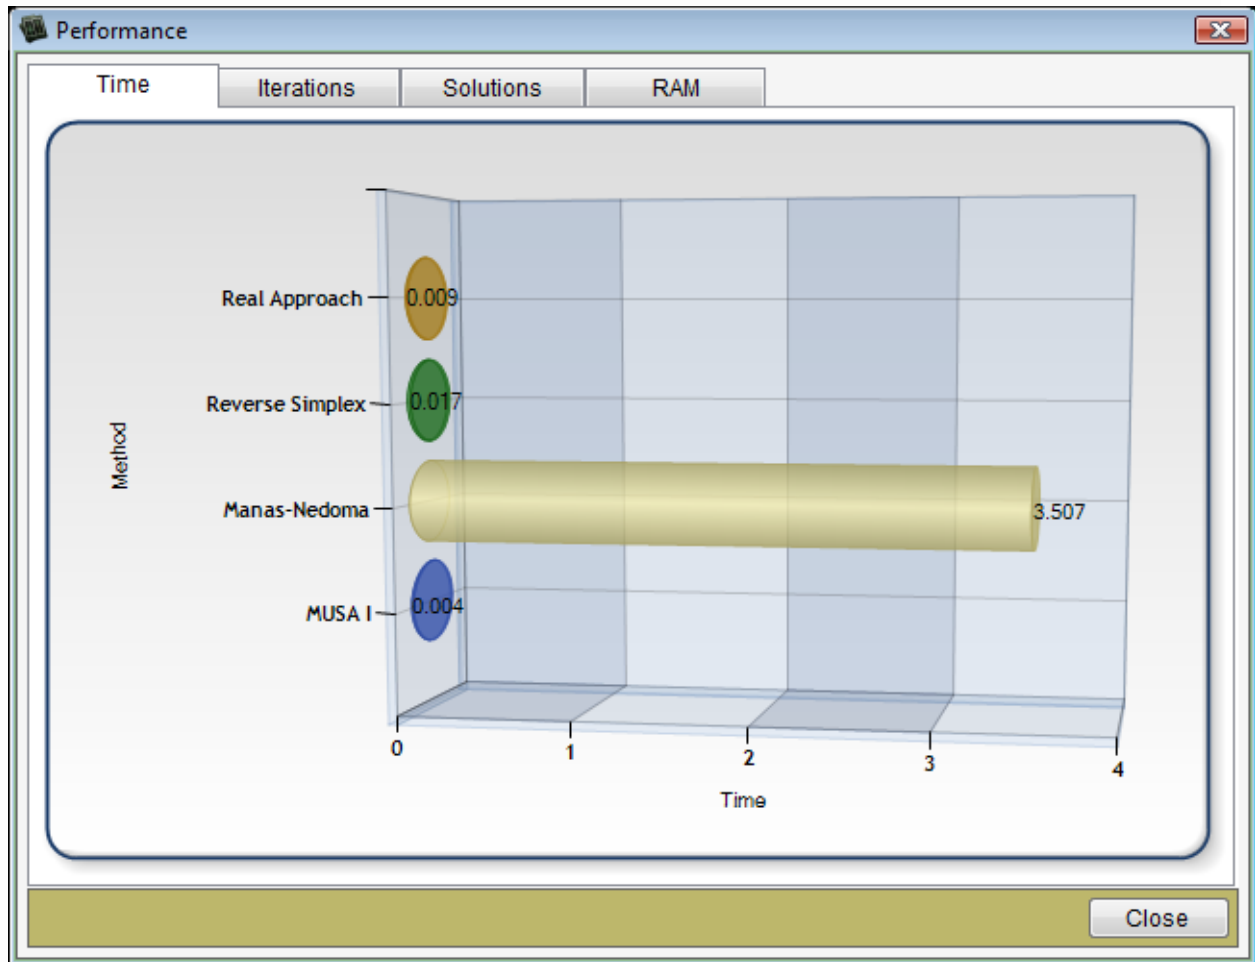 Performance
Time Iterations Solutions RAM
Real Approach 0.009
Reverse Simplex 0.017
Method
Manas-Nedoma 3.507
MUSA I 0.004
0 1 2 3 4
Time
Close